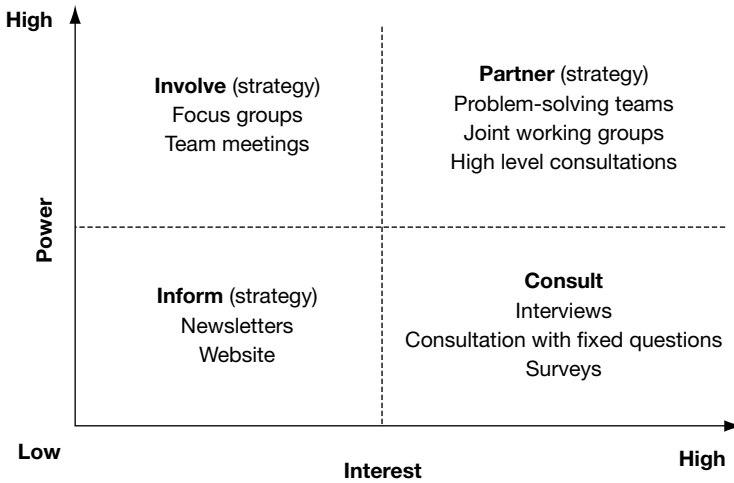 High
Involve (strategy)
Focus groups
Team meetings
Partner (strategy)
Problem-solving teams
Joint working groups
High level consultations
Power
Inform (strategy)
Newsletters
Website
Consult
Interviews
Consultation with fixed questions
Surveys
Low
Interest
High